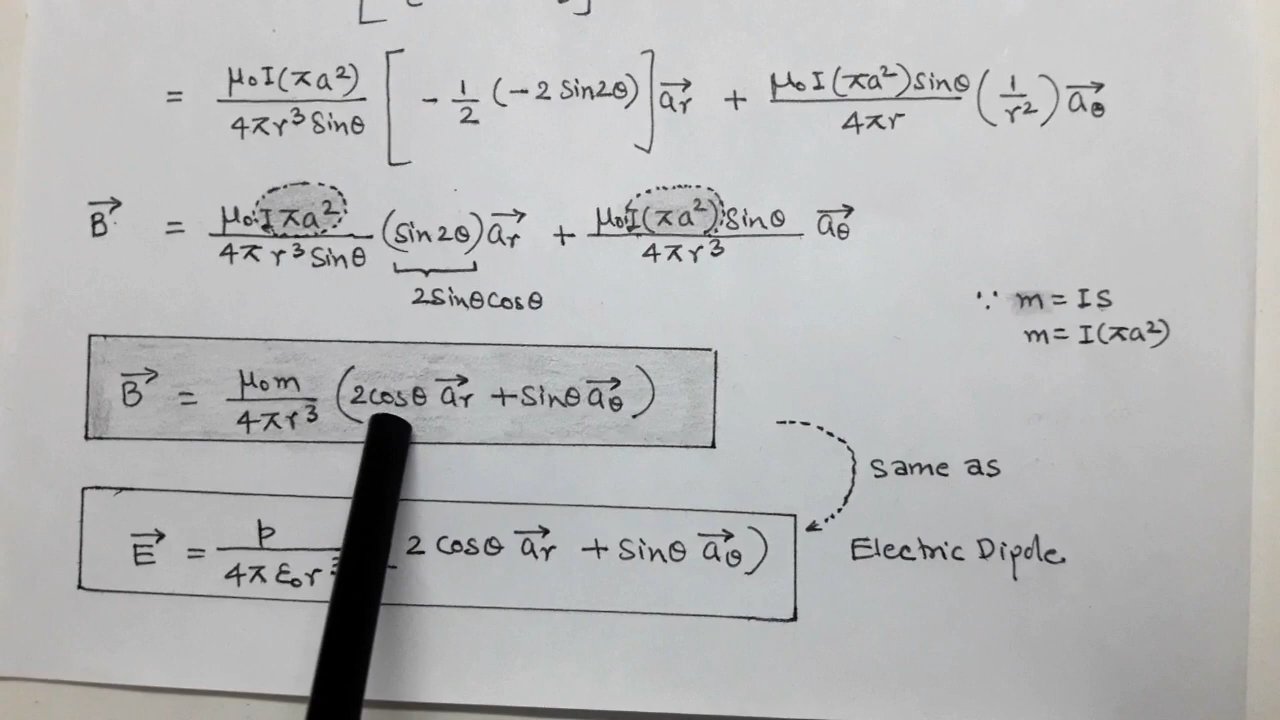 = μ₀I(πa²) / 4πr³ Sinθ [ - 1/2 (-2 Sin2θ) ] a⃗r + μ₀I(πa²)Sinθ / 4πr (1/r²) a⃗θ
B⃗ = μ₀Iπa² / 4πr³ Sinθ (Sin2θ) a⃗r + μ₀I(πa²)Sinθ / 4πr³ a⃗θ
2Sinθcosθ
∵ m = IS
m = I(πa²)
B⃗ = μ₀m / 4πr³ (2cosθ a⃗r + Sinθ a⃗θ)
same as
E⃗ = p / 4πε₀r 2 cosθ a⃗r + Sinθ a⃗θ)
Electric Dipole